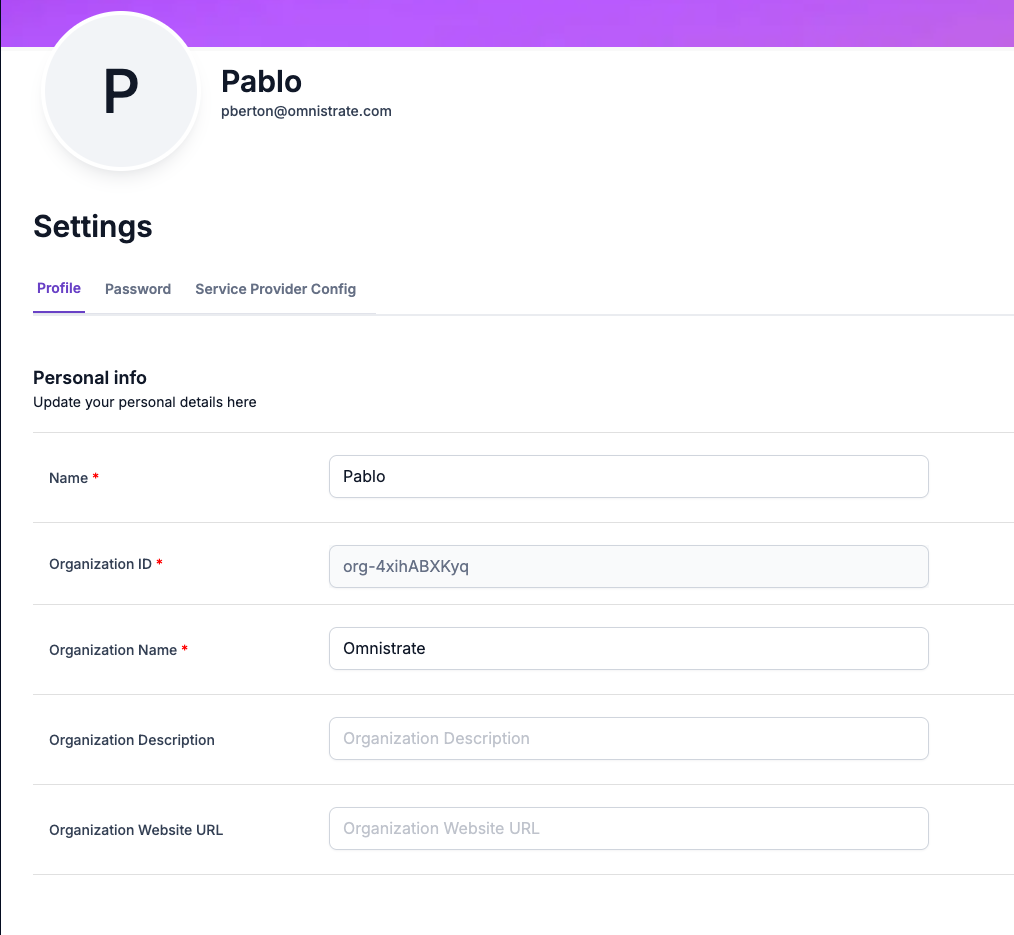 P
Pablo
pberton@omnistrate.com
Settings
Profile Password Service Provider Config
Personal info
Update your personal details here
Name * Pablo
Organization ID * org-4xihABXKyq
Organization Name * Omnistrate
Organization Description Organization Description
Organization Website URL Organization Website URL